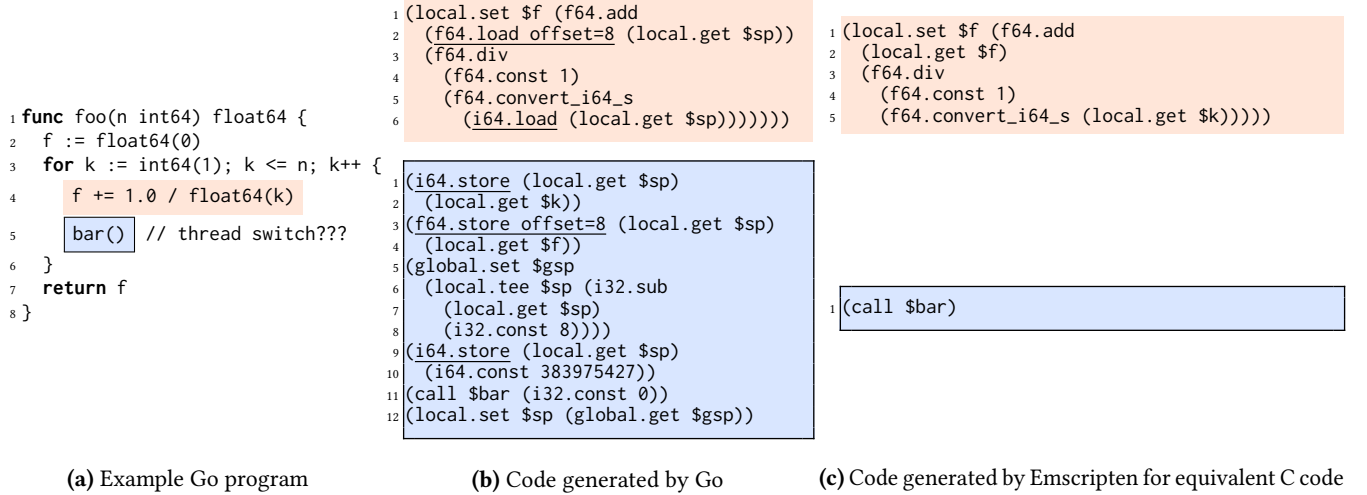 1 func foo(n int64) float64 {
2 f := float64(0)
3 for k := int64(1); k <= n; k++ {
4 f += 1.0 / float64(k)
5 bar() // thread switch???
6 }
7 return f
8 }
(a) Example Go program
1 (local.set $f (f64.add
2 (f64.load offset=8 (local.get $sp))
3 (f64.div
4 (f64.const 1)
5 (f64.convert_i64_s
6 (i64.load (local.get $sp)))))))
1 (i64.store (local.get $sp)
2 (local.get $k))
3 (f64.store offset=8 (local.get $sp)
4 (local.get $f))
5 (global.set $gsp
6 (local.tee $sp (i32.sub
7 (local.get $sp)
8 (i32.const 8))))
9 (i64.store (local.get $sp)
10 (i64.const 383975427))
11 (call $bar (i32.const 0))
12 (local.set $sp (global.get $gsp))
(b) Code generated by Go
1 (local.set $f (f64.add
2 (local.get $f)
3 (f64.div
4 (f64.const 1)
5 (f64.convert_i64_s (local.get $k)))))
1 (call $bar)
(c) Code generated by Emscripten for equivalent C code